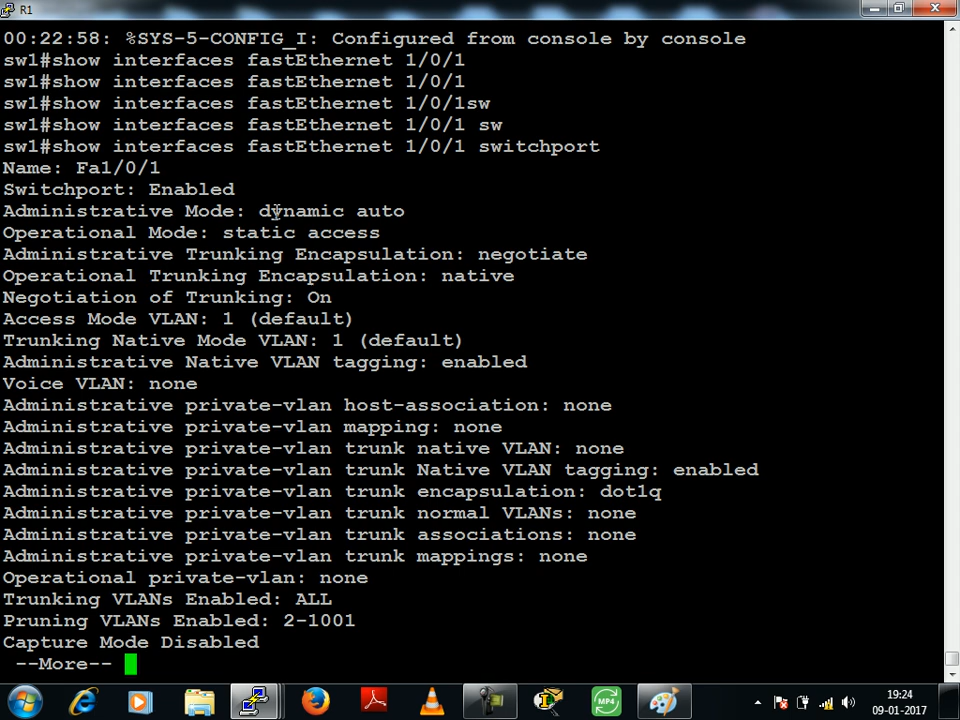 R1
00:22:58: %SYS-5-CONFIG_I: Configured from console by console
sw1#show interfaces fastEthernet 1/0/1
sw1#show interfaces fastEthernet 1/0/1
sw1#show interfaces fastEthernet 1/0/1sw
sw1#show interfaces fastEthernet 1/0/1 sw
sw1#show interfaces fastEthernet 1/0/1 switchport
Name: Fa1/0/1
Switchport: Enabled
Administrative Mode: dynamic auto
Operational Mode: static access
Administrative Trunking Encapsulation: negotiate
Operational Trunking Encapsulation: native
Negotiation of Trunking: On
Access Mode VLAN: 1 (default)
Trunking Native Mode VLAN: 1 (default)
Administrative Native VLAN tagging: enabled
Voice VLAN: none
Administrative private-vlan host-association: none
Administrative private-vlan mapping: none
Administrative private-vlan trunk native VLAN: none
Administrative private-vlan trunk Native VLAN tagging: enabled
Administrative private-vlan trunk encapsulation: dot1q
Administrative private-vlan trunk normal VLANs: none
Administrative private-vlan trunk associations: none
Administrative private-vlan trunk mappings: none
Operational private-vlan: none
Trunking VLANs Enabled: ALL
Pruning VLANs Enabled: 2-1001
Capture Mode Disabled
--More--
MP4
19:24
09-01-2017